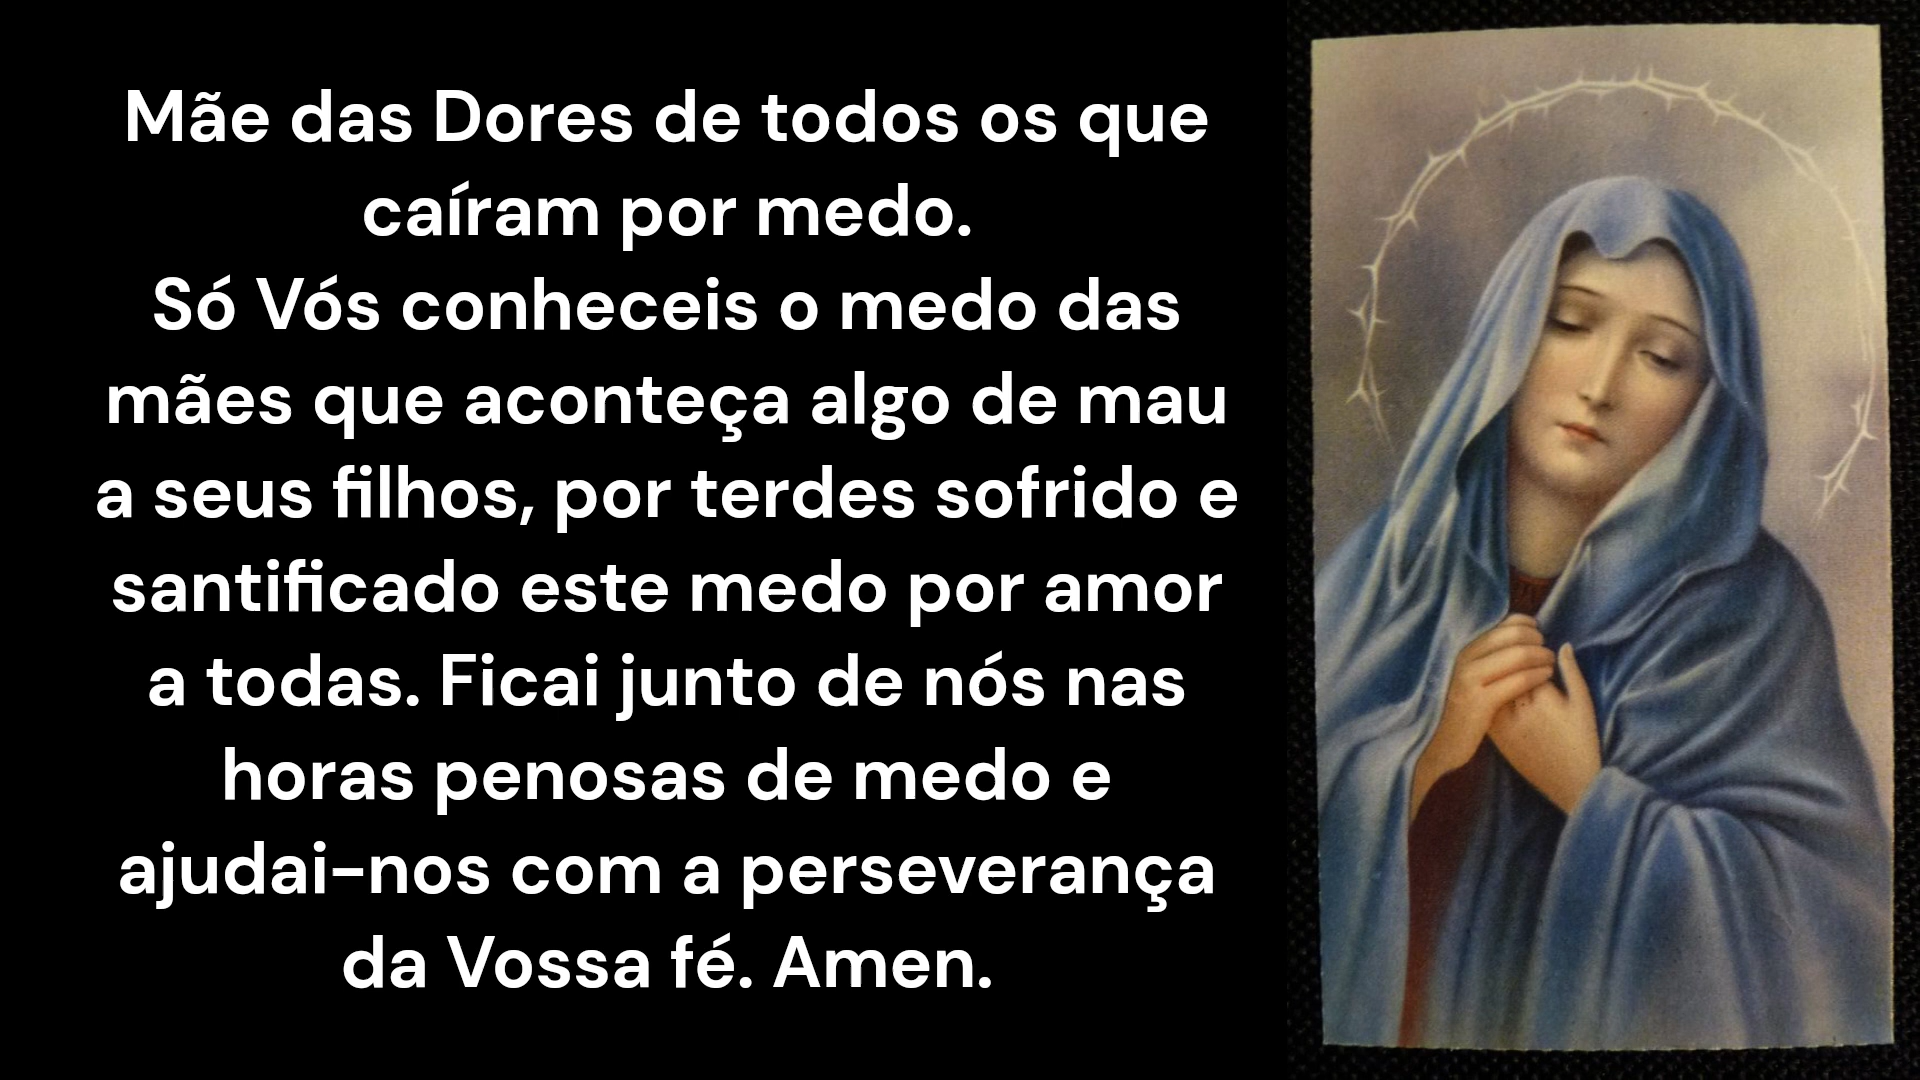 Mãe das Dores de todos os que
caíram por medo.
Só Vós conheceis o medo das
mães que aconteça algo de mau
a seus filhos, por terdes sofrido e
santificado este medo por amor
a todas. Ficai junto de nós nas
horas penosas de medo e
ajudai-nos com a perseverança
da Vossa fé. Amen.